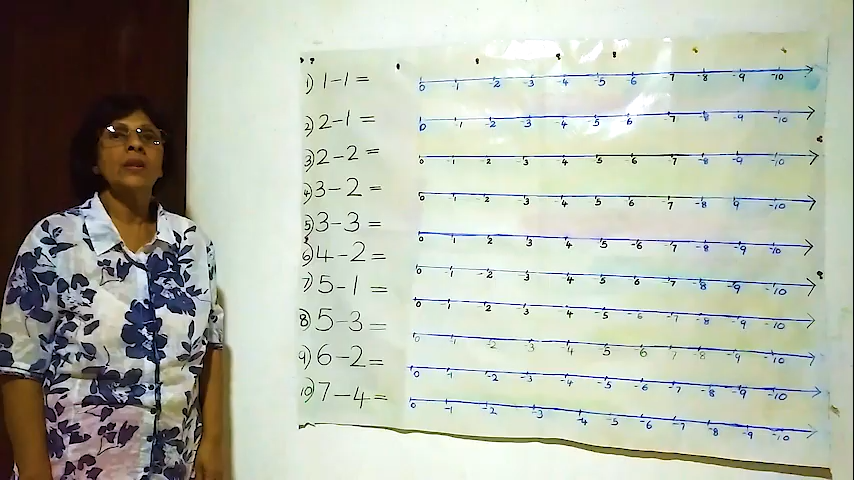 1) 1-1= 0 -1 -2 -3 -4 -5 -6 -7 -8 -9 -10
2) 2-1= 0 -1 -2 -3 -4 -5 -6 -7 -8 -9 -10
3) 2-2= 0 -1 -2 -3 -4 -5 -6 -7 -8 -9 -10
4) 3-2= 0 -1 -2 -3 -4 -5 -6 -7 -8 -9 -10
5) 3-3= 0 -1 -2 -3 -4 -5 -6 -7 -8 -9 -10
6) 4-2= 0 -1 -2 -3 -4 -5 -6 -7 -8 -9 -10
7) 5-1= 0 -1 -2 -3 -4 -5 -6 -7 -8 -9 -10
8) 5-3= 0 -1 -2 -3 -4 -5 -6 -7 -8 -9 -10
9) 6-2= 0 -1 -2 -3 -4 -5 -6 -7 -8 -9 -10
10) 7-4= 0 -1 -2 -3 -4 -5 -6 -7 -8 -9 -10